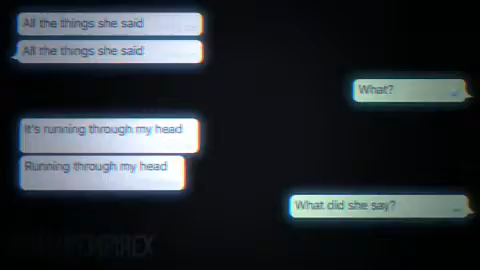 All the things she said
All the things she said
What?
It's running through my head
Running through my head
What did she say?